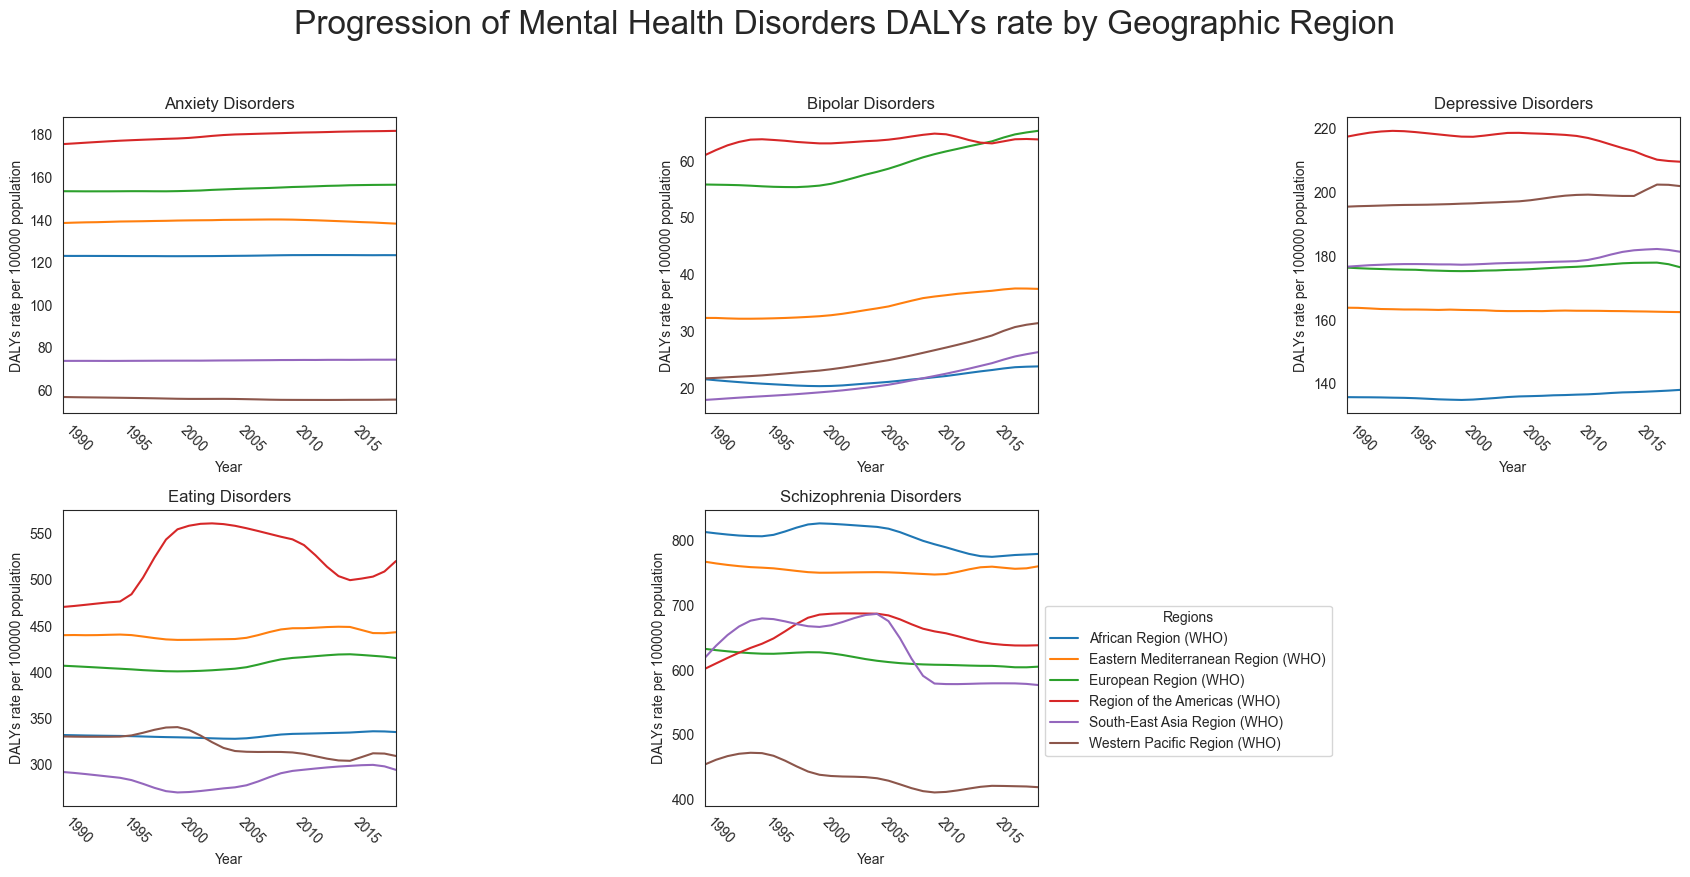 Progression of Mental Health Disorders DALYs rate by Geographic Region
Anxiety Disorders
DALYs rate per 100000 population
180
160
140
120
100
80
60
1990
1995
2000
2005
2010
2015
Year
Bipolar Disorders
DALYs rate per 100000 population
60
50
40
30
20
1990
1995
2000
2005
2010
2015
Year
Depressive Disorders
DALYs rate per 100000 population
220
200
180
160
140
1990
1995
2000
2005
2010
2015
Year
Eating Disorders
DALYs rate per 100000 population
550
500
450
400
350
300
1990
1995
2000
2005
2010
2015
Year
Schizophrenia Disorders
DALYs rate per 100000 population
800
700
600
500
400
1990
1995
2000
2005
2010
2015
Year
Regions
African Region (WHO)
Eastern Mediterranean Region (WHO)
European Region (WHO)
Region of the Americas (WHO)
South-East Asia Region (WHO)
Western Pacific Region (WHO)